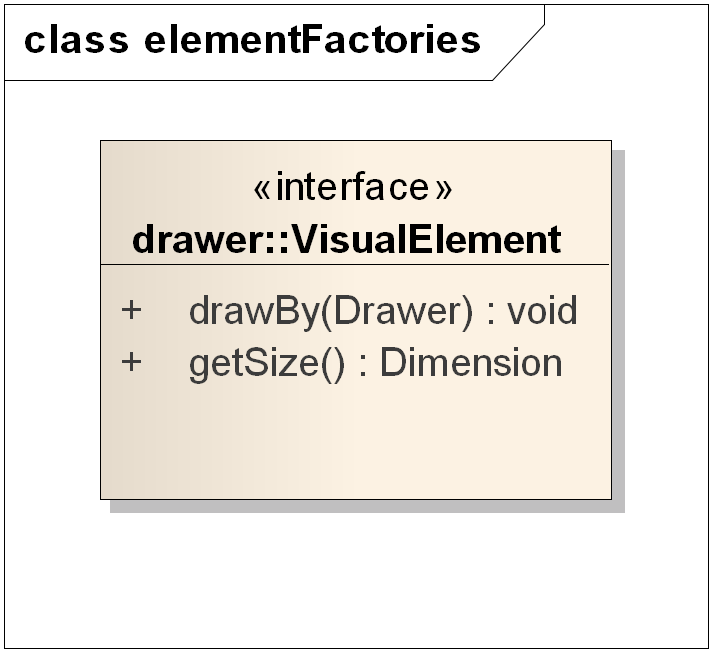 class elementFactories
«interface»
drawer::VisualElement
+ drawBy(Drawer) : void
+ getSize() : Dimension